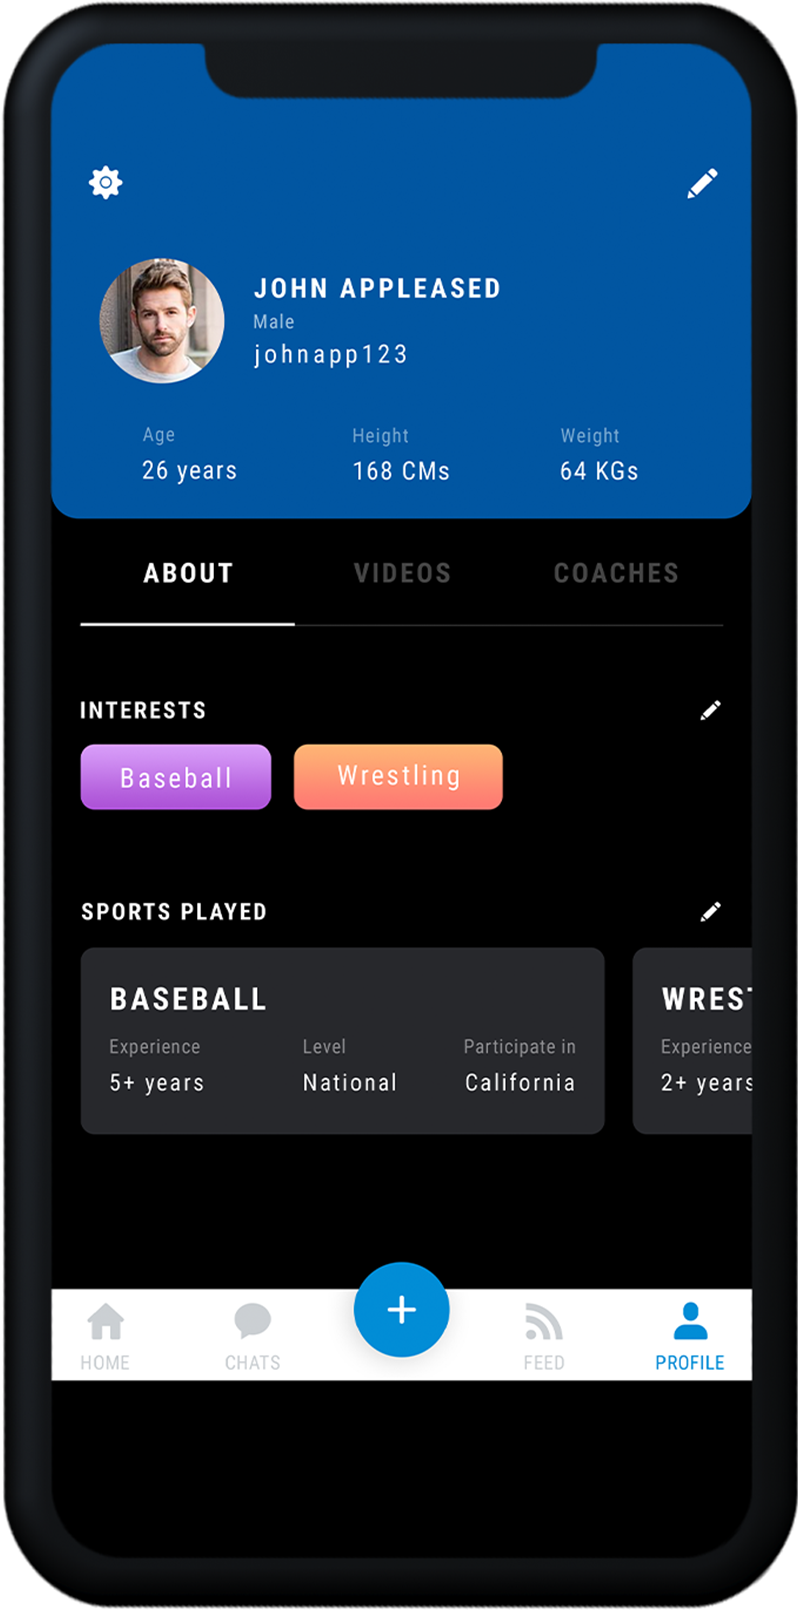 JOHN APPLEASED
Male
johnapp123
Age Height Weight
26 years 168 CMs 64 KGs
ABOUT VIDEOS COACHES
INTERESTS
Baseball Wrestling
SPORTS PLAYED
BASEBALL WREST
Experience Level Participate in Experience
5+ years National California 2+ years
HOME CHATS FEED PROFILE